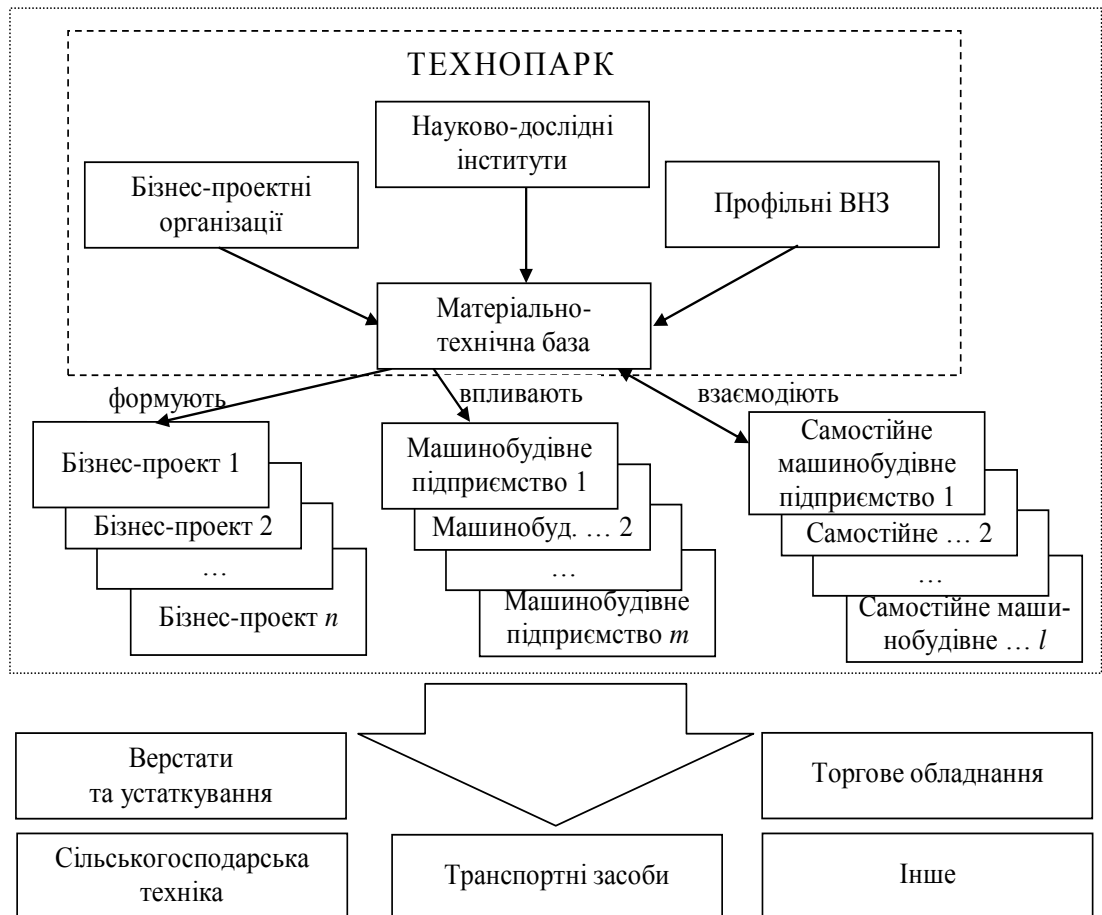 ТЕХНОПАРК
Науково-дослідні
інститути
Бізнес-проектні
організації
Профільні ВНЗ
Матеріально-
технічна база
формують
впливають
взаємодіють
Бізнес-проект 1
Бізнес-проект 2
…
Бізнес-проект n
Машинобудівне
підприємство 1
Машинобуд. … 2
…
Машинобудівне
підприємство m
Самостійне
машинобудівне
підприємство 1
Самостійне … 2
…
Самостійне маши-
нобудівне … l
Верстати
та устаткування
Торгове обладнання
Сільськогосподарська
техніка
Транспортні засоби
Інше